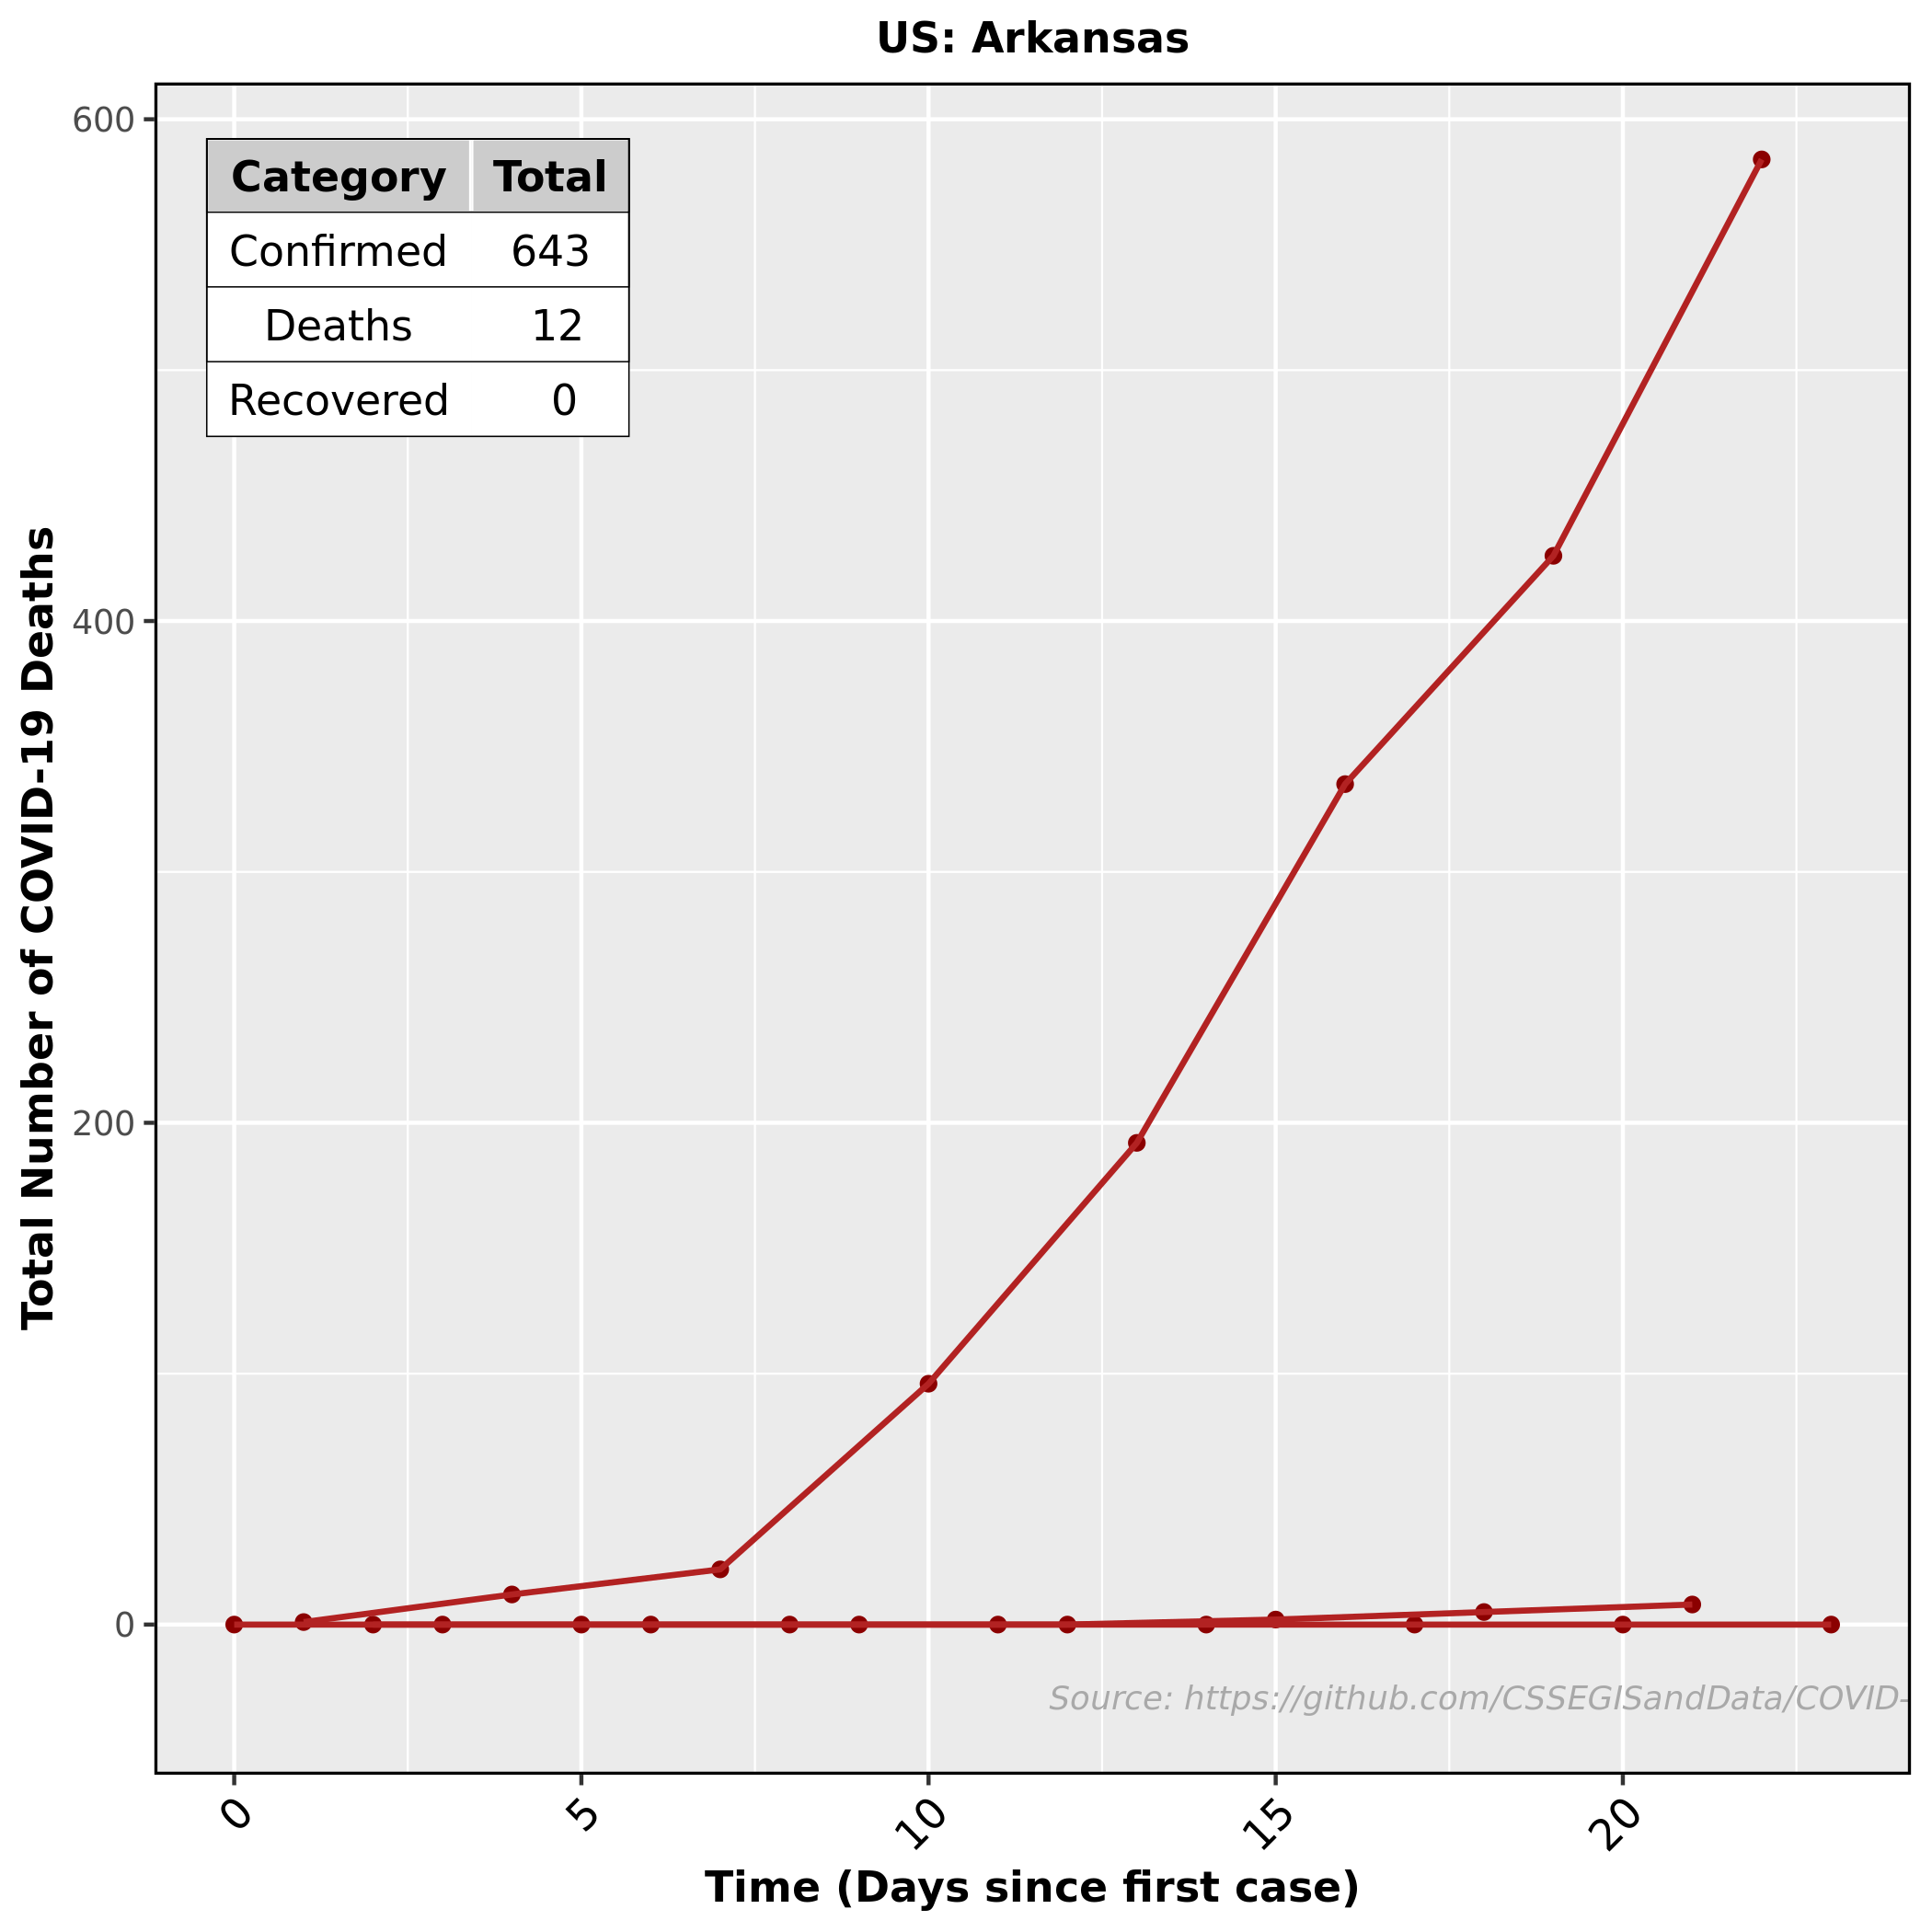 US: Arkansas
600
400
200
0
Category Total
Confirmed 643
Deaths 12
Recovered 0
Total Number of COVID-19 Deaths
Source: https://github.com/CSSEGISandData/COVID-
0 5 10 15 20
Time (Days since first case)